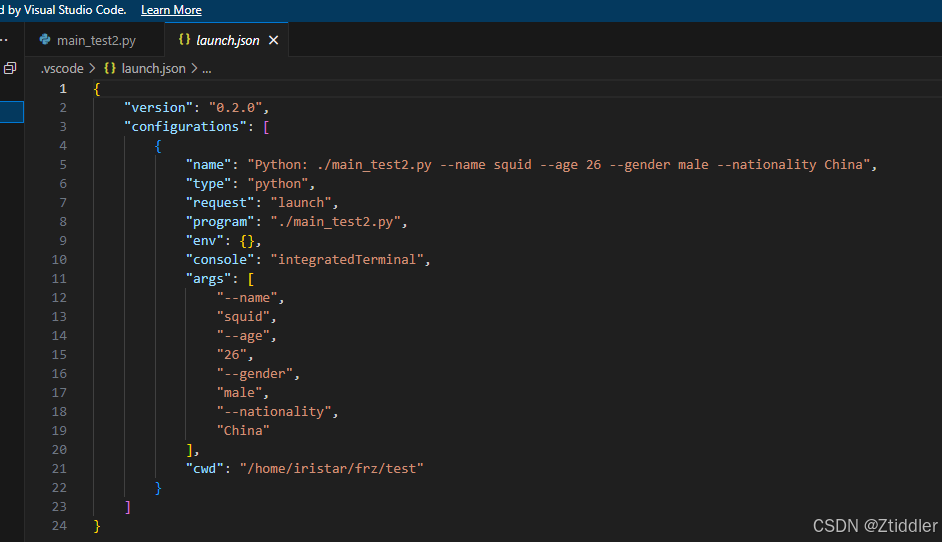 d by Visual Studio Code. Learn More
main_test2.py {} launch.json ×
.vscode > {} launch.json > ...
1 {
2 "version": "0.2.0",
3 "configurations": [
4 {
5 "name": "Python: ./main_test2.py --name squid --age 26 --gender male --nationality China",
6 "type": "python",
7 "request": "launch",
8 "program": "./main_test2.py",
9 "env": {},
10 "console": "integratedTerminal",
11 "args": [
12 "--name",
13 "squid",
14 "--age",
15 "26",
16 "--gender",
17 "male",
18 "--nationality",
19 "China"
20 ],
21 "cwd": "/home/iristar/frz/test"
22 }
23 ]
24 }
CSDN @Ztiddler